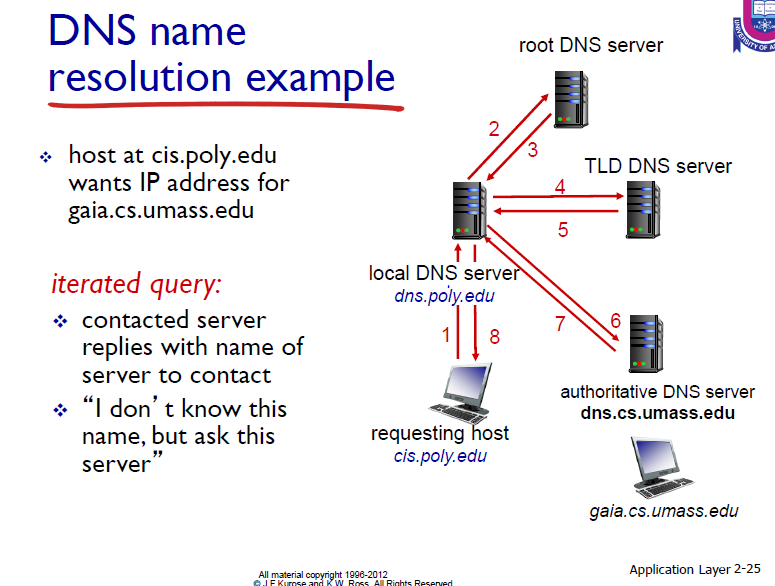 DNS name
resolution example
❖ host at cis.poly.edu
wants IP address for
gaia.cs.umass.edu
iterated query:
❖ contacted server
replies with name of
server to contact
❖ “I don’t know this
name, but ask this
server”
root DNS server
2
3
TLD DNS server
4
5
local DNS server
dns.poly.edu
1
8
7
6
authoritative DNS server
dns.cs.umass.edu
requesting host
cis.poly.edu
gaia.cs.umass.edu
All material copyright 1996-2012
© J.F Kurose and K.W. Ross, All Rights Reserved
Application Layer 2-25
UNIVERSITY OF